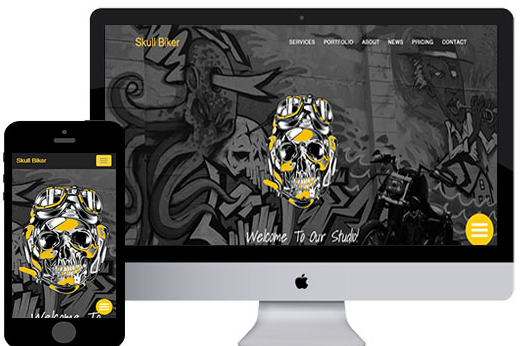 Skull Biker
SERVICES PORTFOLIO ABOUT NEWS PRICING CONTACT
Welcome To Our Studio!
Skull Biker
Welcome To